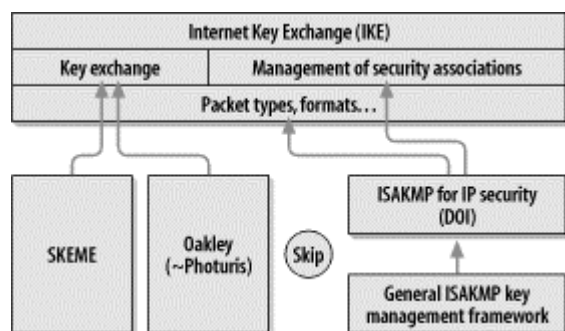 Internet Key Exchange (IKE)
Key exchange
Management of security associations
Packet types, formats...
SKEME
Oakley
(~Photuris)
Skip
ISAKMP for IP security
(DOI)
General ISAKMP key
management framework